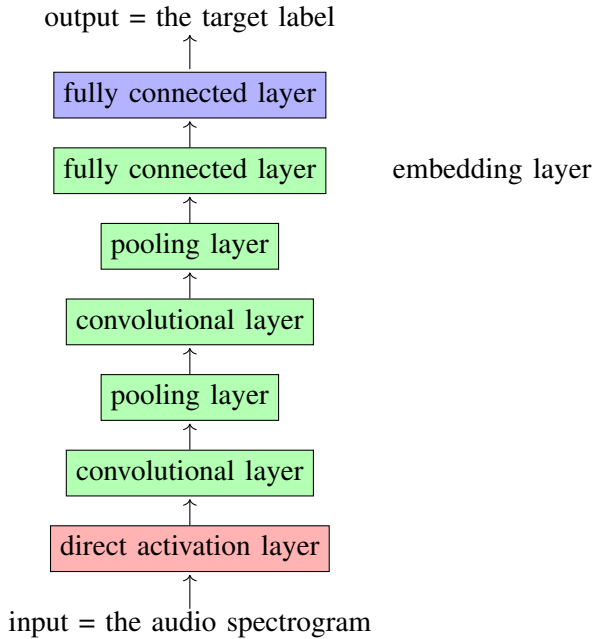 output = the target label
fully connected layer
fully connected layer
embedding layer
pooling layer
convolutional layer
pooling layer
convolutional layer
direct activation layer
input = the audio spectrogram